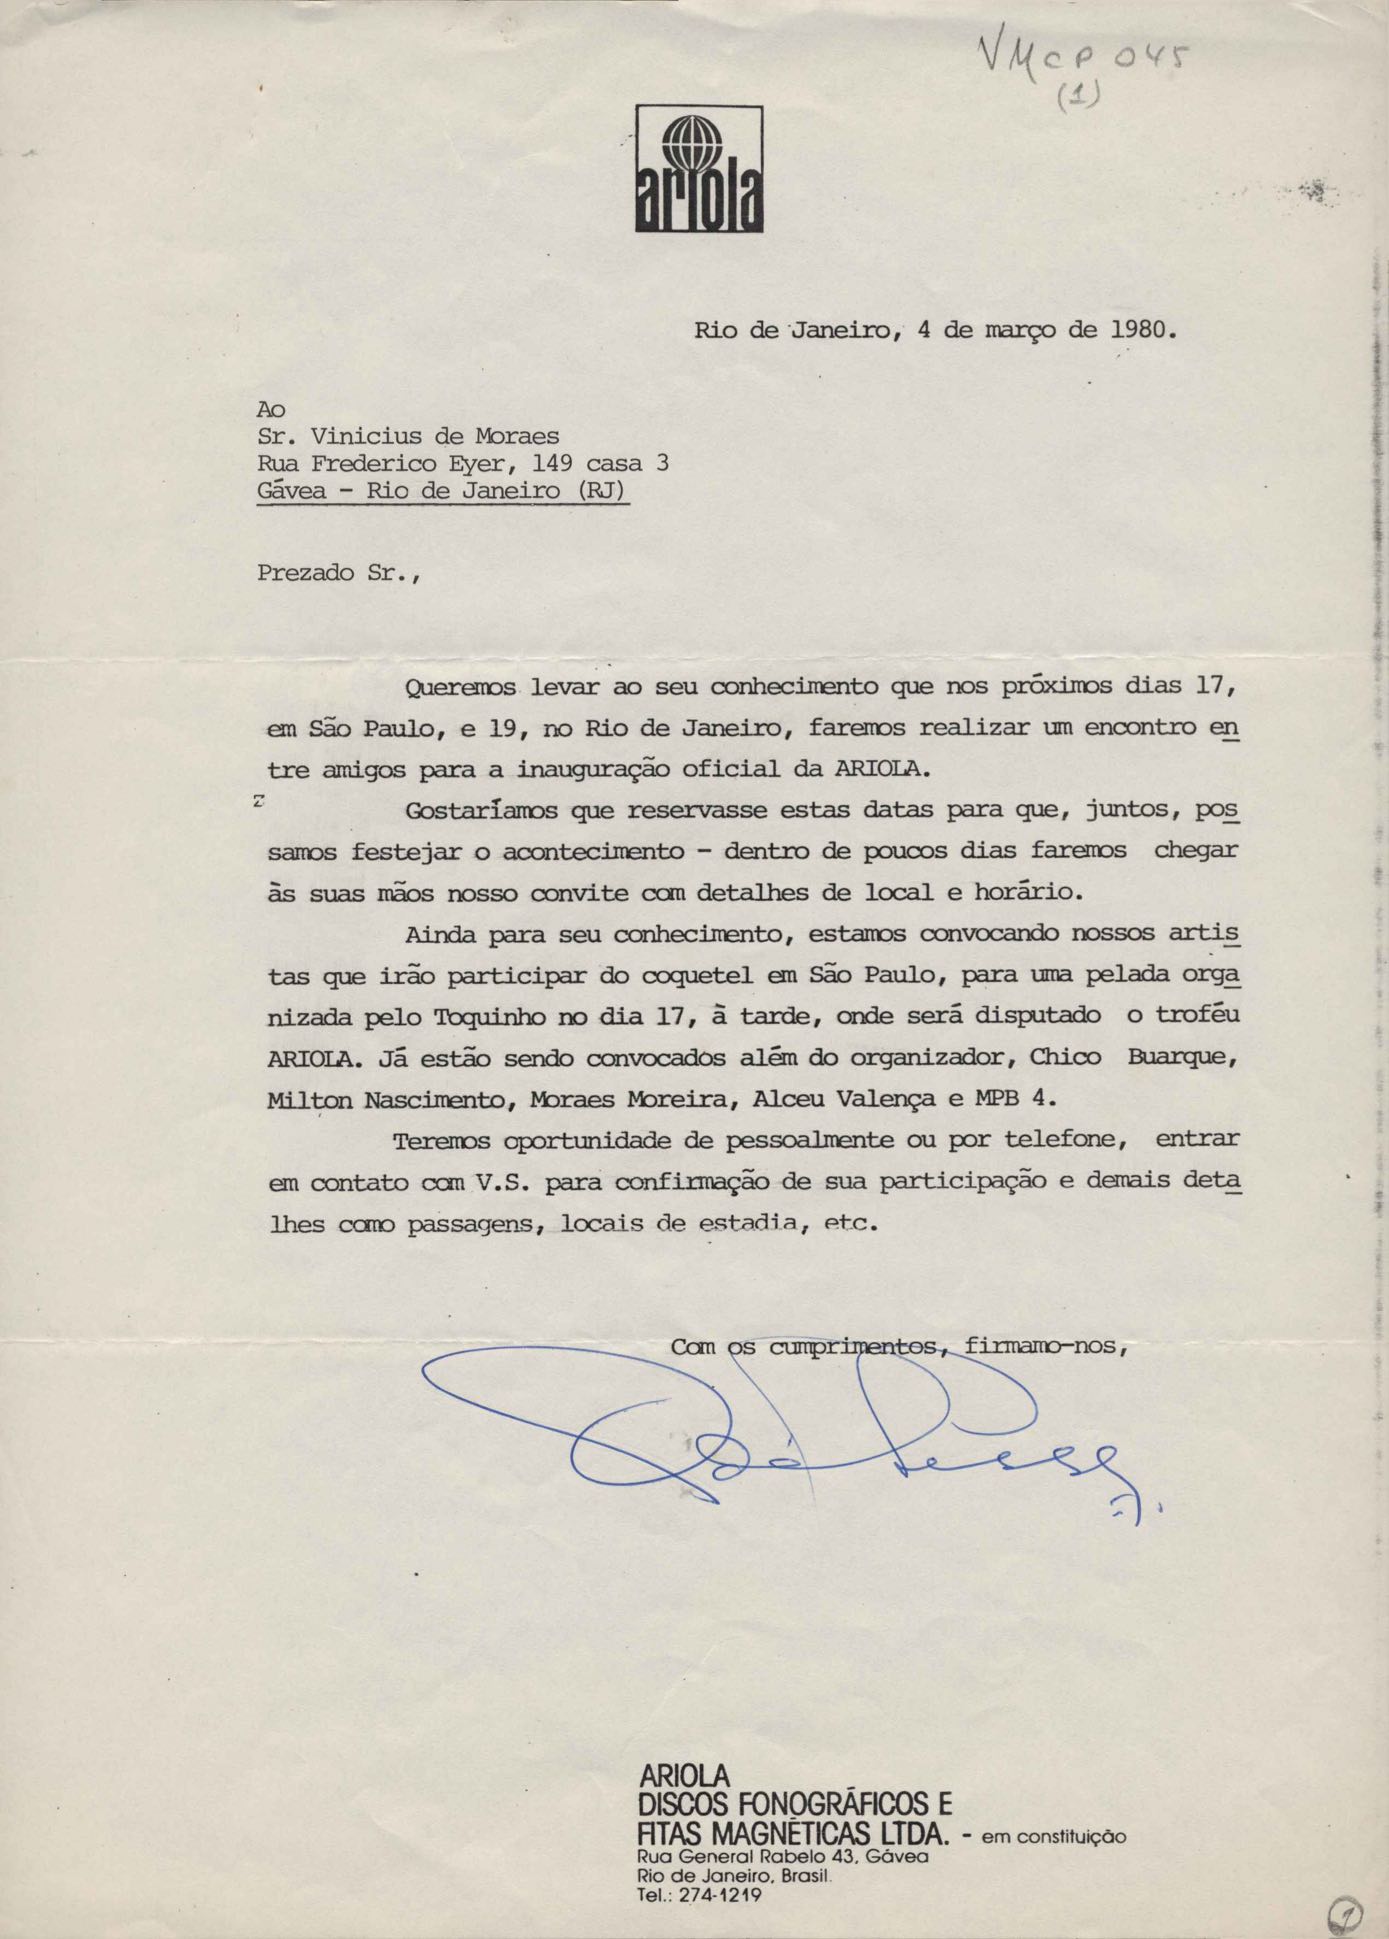 VMCP 045
(1)
ariola
Rio de Janeiro, 4 de março de 1980.
Ao
Sr. Vinicius de Moraes
Rua Frederico Eyer, 149 casa 3
Gávea - Rio de Janeiro (RJ)
Prezado Sr.,
Queremos levar ao seu conhecimento que nos próximos dias 17,
em São Paulo, e 19, no Rio de Janeiro, faremos realizar um encontro en
tre amigos para a inauguração oficial da ARIOLA.
z
Gostaríamos que reservasse estas datas para que, juntos, pos
samos festejar o acontecimento - dentro de poucos dias faremos chegar
às suas mãos nosso convite com detalhes de local e horário.
Ainda para seu conhecimento, estamos convocando nossos artis
tas que irão participar do coquetel em São Paulo, para uma pelada orga
nizada pelo Toquinho no dia 17, à tarde, onde será disputado o troféu
ARIOLA. Já estão sendo convocados além do organizador, Chico Buarque,
Milton Nascimento, Moraes Moreira, Alceu Valença e MPB 4.
Teremos oportunidade de pessoalmente ou por telefone, entrar
em contato com V.S. para confirmação de sua participação e demais deta
lhes como passagens, locais de estadia, etc.
Com os cumprimentos, firmamo-nos,
ARIOLA
DISCOS FONOGRÁFICOS E
FITAS MAGNÉTICAS LTDA. - em constituição
Rua General Rabelo 43, Gávea
Rio de Janeiro, Brasil.
Tel.: 274-1219
1